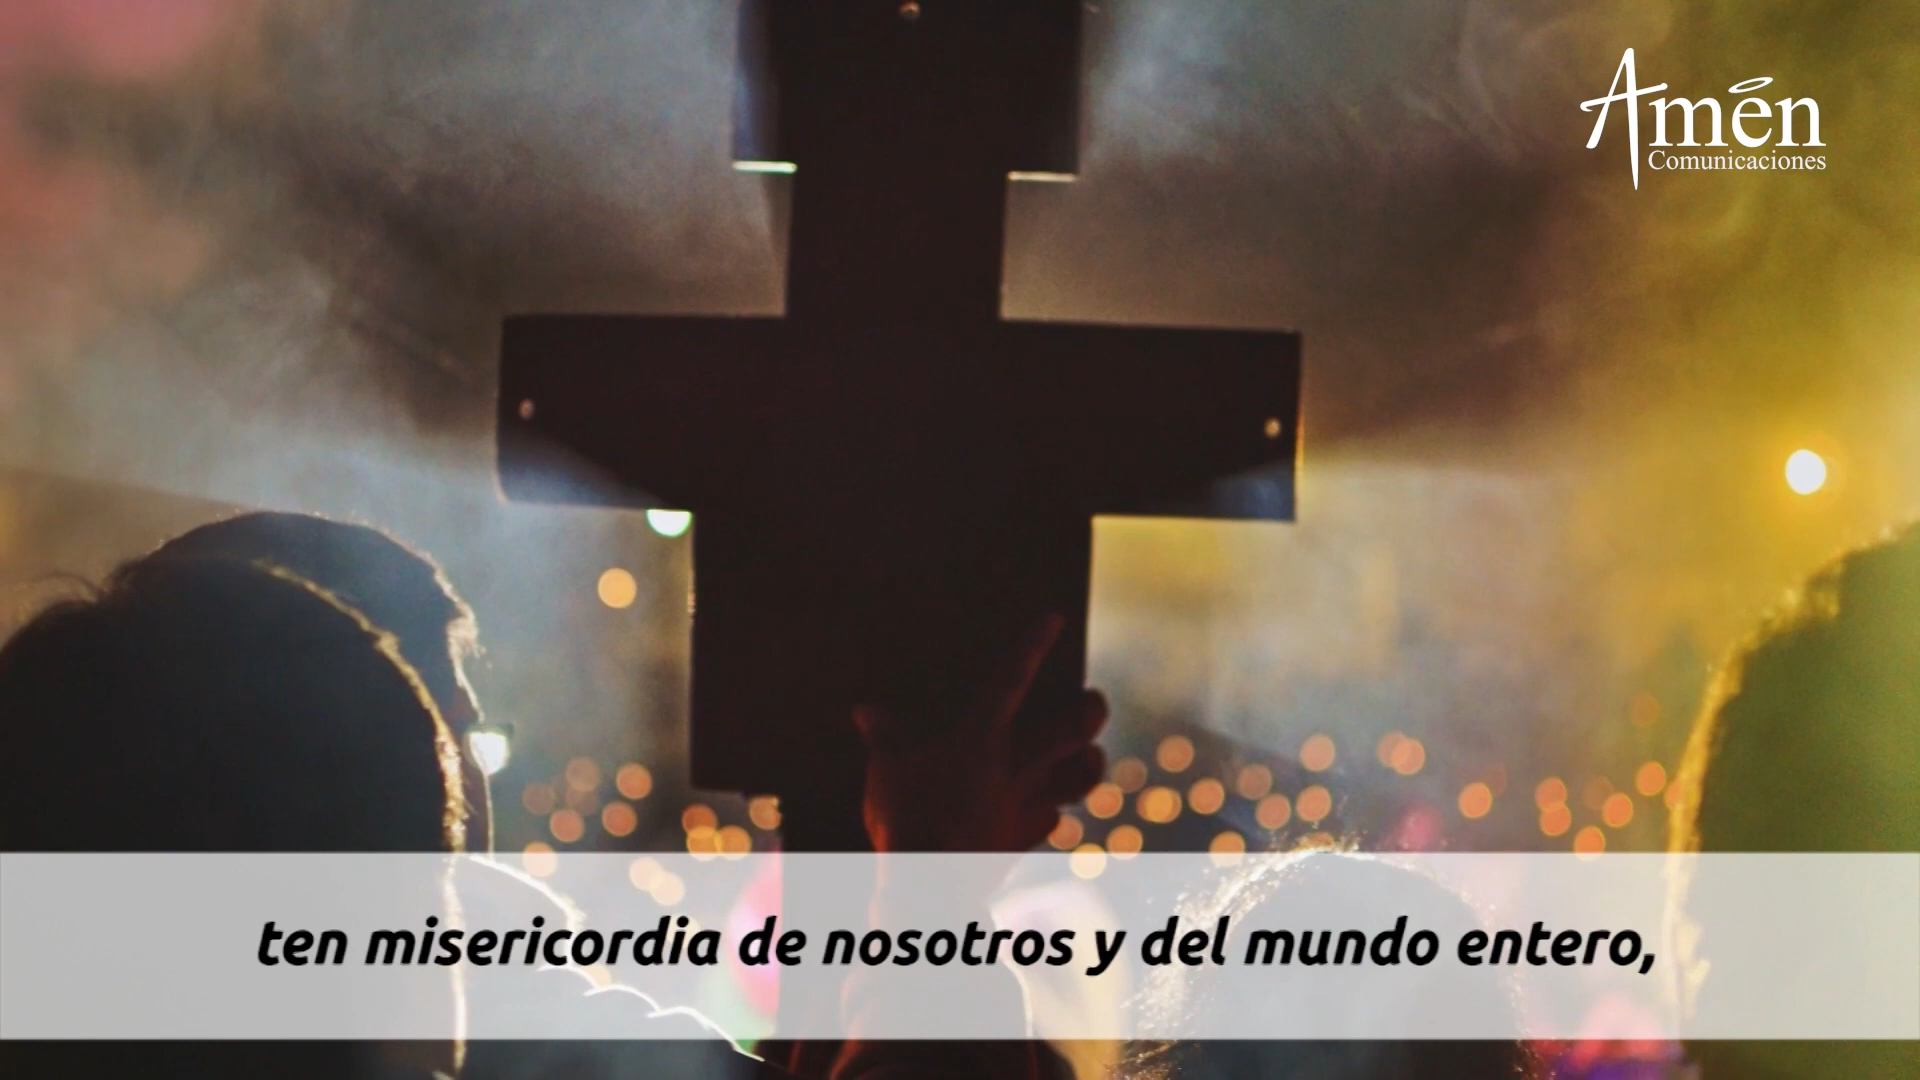 Amén
Comunicaciones
ten misericordia de nosotros y del mundo entero,